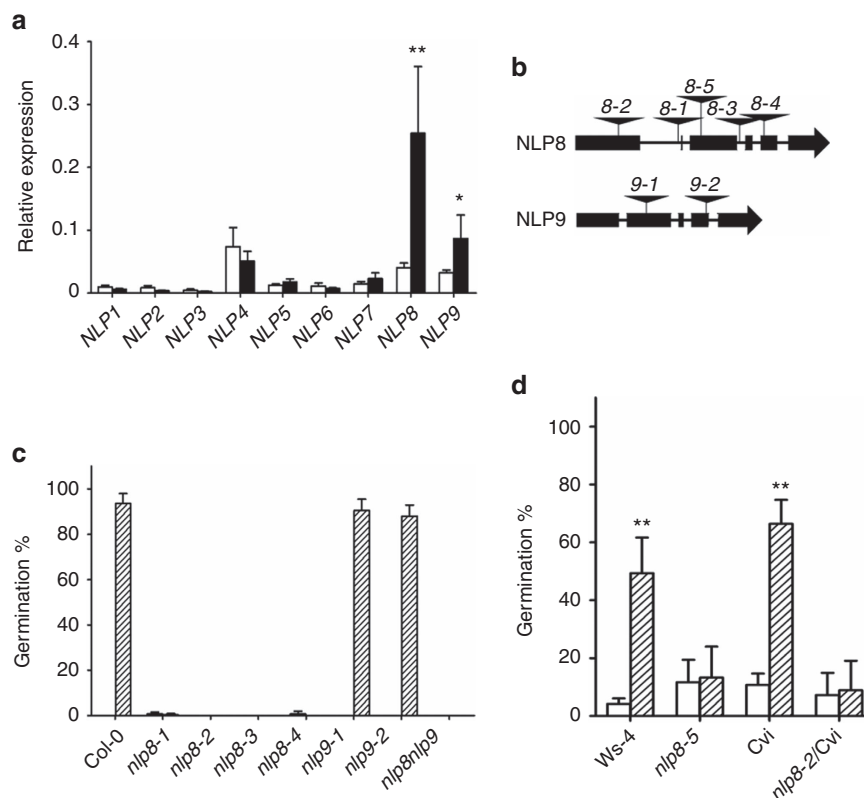 a
0.4
0.3
0.2
0.1
0
Relative expression
**
*
NLP1
NLP2
NLP3
NLP4
NLP5
NLP6
NLP7
NLP8
NLP9
b
8-5
8-2
8-1
8-3
8-4
NLP8
9-1
9-2
NLP9
c
100
80
60
40
20
0
Germination %
Col-0
nlp8-1
nlp8-2
nlp8-3
nlp8-4
nlp9-1
nlp9-2
nlp8nlp9
d
100
80
60
40
20
0
Germination %
**
**
Ws-4
nlp8-5
Cvi
nlp8-2/Cvi